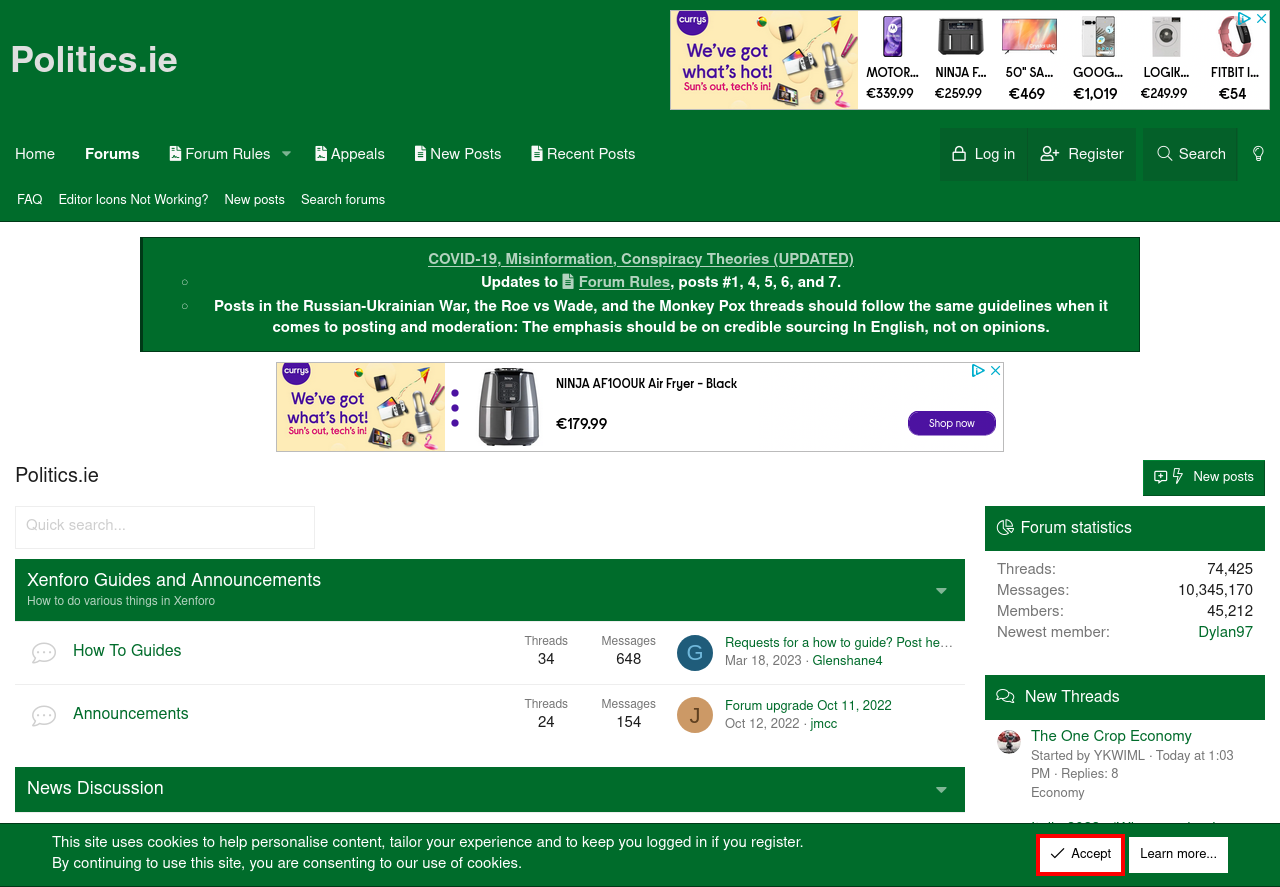 Politics.ie
currys
We've got what's hot!
Sun's out, tech's in!
MOTOR... NINJA F... 50" SA... GOOG... LOGIK... FITBIT I...
€339.99 €259.99 €469 €1,019 €249.99 €54
Home Forums Forum Rules Appeals New Posts Recent Posts Log in Register Search
FAQ Editor Icons Not Working? New posts Search forums
COVID-19, Misinformation, Conspiracy Theories (UPDATED)
Updates to Forum Rules, posts #1, 4, 5, 6, and 7.
Posts in the Russian-Ukrainian War, the Roe vs Wade, and the Monkey Pox threads should follow the same guidelines when it
comes to posting and moderation: The emphasis should be on credible sourcing In English, not on opinions.
currys
We've got what's hot!
Sun's out, tech's in!
NINJA AF100UK Air Fryer - Black
€179.99
Shop now
Politics.ie
New posts
Quick search...
Xenforo Guides and Announcements
How to do various things in Xenforo
How To Guides
Threads
34
Messages
648
G
Requests for a how to guide? Post he...
Mar 18, 2023 · Glenshane4
Announcements
Threads
24
Messages
154
J
Forum upgrade Oct 11, 2022
Oct 12, 2022 · jmcc
News Discussion
Forum statistics
Threads: 74,425
Messages: 10,345,170
Members: 45,212
Newest member: Dylan97
New Threads
The One Crop Economy
Started by YKWIML · Today at 1:03
PM · Replies: 8
Economy
This site uses cookies to help personalise content, tailor your experience and to keep you logged in if you register.
By continuing to use this site, you are consenting to our use of cookies.
Accept
Learn more...